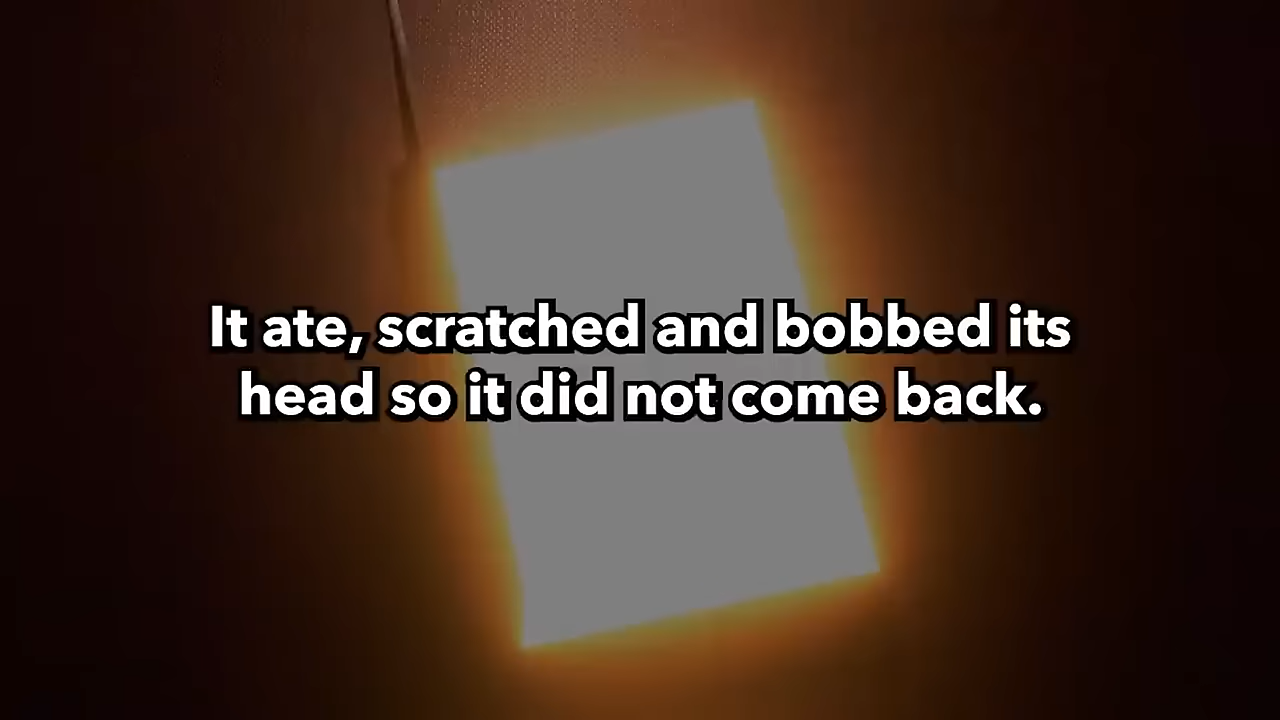 It ate, scratched and bobbed its
head so it did not come back.